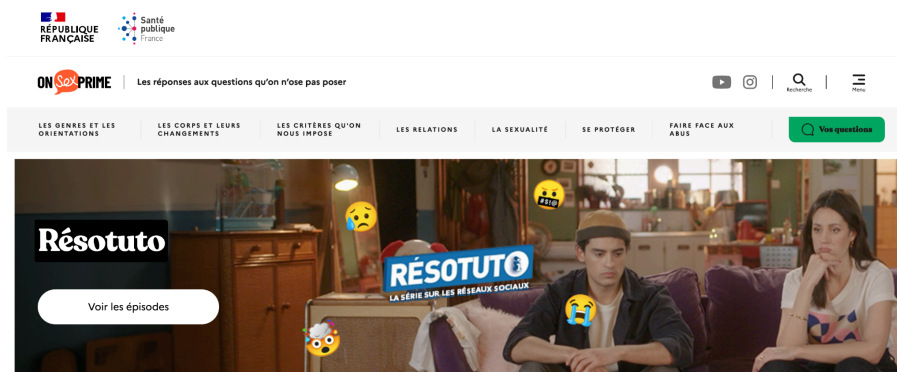 RÉPUBLIQUE
FRANÇAISE
Santé
publique
France
ON SexPRIME
Les réponses aux questions qu'on n'ose pas poser
Recherche
Menu
LES GENRES ET LES
ORIENTATIONS
LES CORPS ET LEURS
CHANGEMENTS
LES CRITÈRES QU'ON
NOUS IMPOSE
LES RELATIONS
LA SEXUALITÉ
SE PROTÉGER
FAIRE FACE AUX
ABUS
Vos questions
Résotuto
Voir les épisodes
RÉSOTUTO
LA SÉRIE SUR LES RÉSEAUX SOCIAUX
#$!@